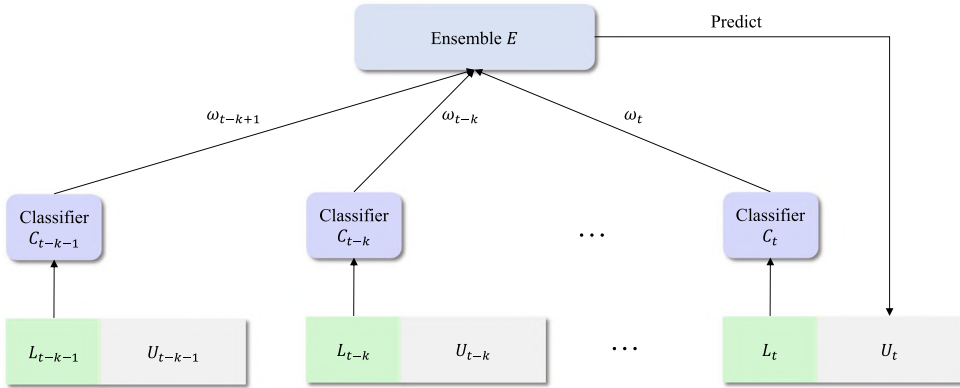 Ensemble E
Predict
ω_{t−k+1}
ω_{t−k}
ω_t
Classifier
C_{t−k−1}
Classifier
C_{t−k}
...
Classifier
C_t
L_{t−k−1}
U_{t−k−1}
L_{t−k}
U_{t−k}
...
L_t
U_t